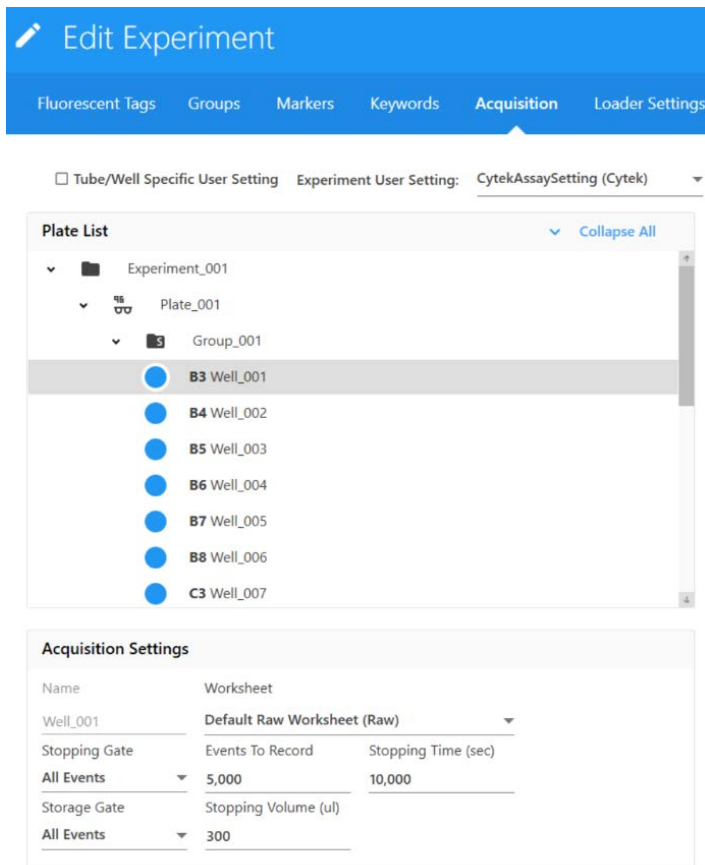 Edit Experiment
Fluorescent Tags Groups Markers Keywords Acquisition Loader Settings
Tube/Well Specific User Setting Experiment User Setting: CytekAssaySetting (Cytek)
Plate List Collapse All
Experiment_001
96 Plate_001
S Group_001
B3 Well_001
B4 Well_002
B5 Well_003
B6 Well_004
B7 Well_005
B8 Well_006
C3 Well_007
Acquisition Settings
Name Worksheet
Well_001 Default Raw Worksheet (Raw)
Stopping Gate Events To Record Stopping Time (sec)
All Events 5,000 10,000
Storage Gate Stopping Volume (ul)
All Events 300